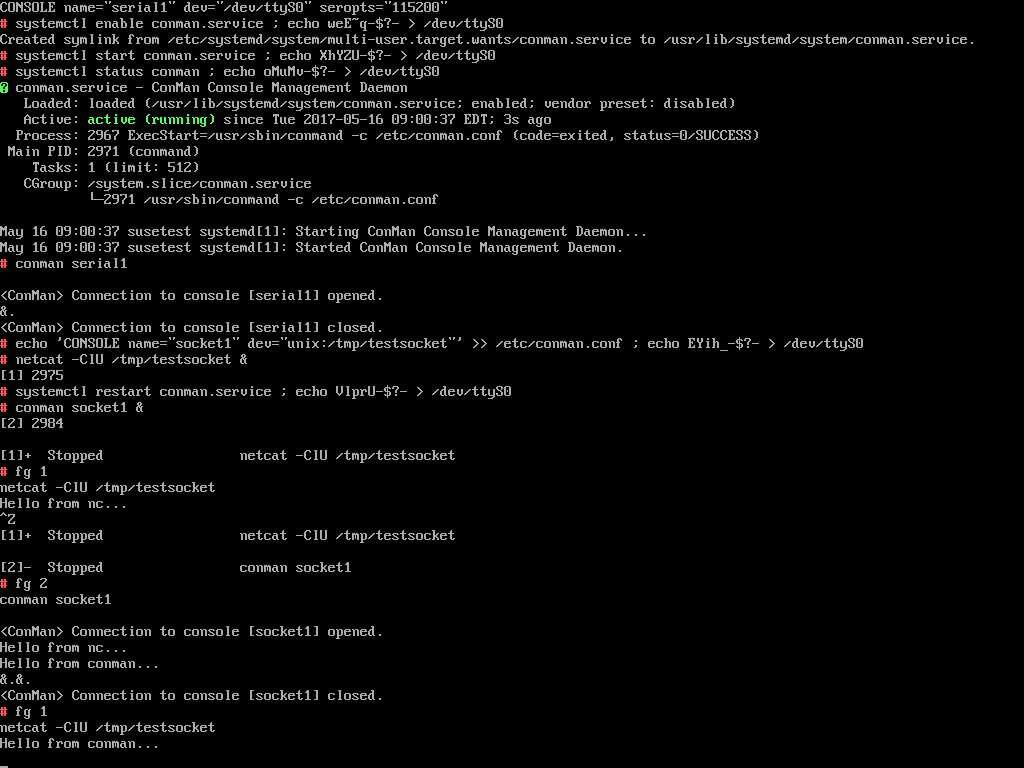 CONSOLE name="serial1" dev="/dev/ttyS0" seropts="115200"
# systemctl enable conman.service ; echo weE~q-$?- > /dev/ttyS0
Created symlink from /etc/systemd/system/multi-user.target.wants/conman.service to /usr/lib/systemd/system/conman.service.
# systemctl start conman.service ; echo XhYZU-$?- > /dev/ttyS0
# systemctl status conman ; echo oMuMv-$?- > /dev/ttyS0
? conman.service - ConMan Console Management Daemon
Loaded: loaded (/usr/lib/systemd/system/conman.service; enabled; vendor preset: disabled)
Active: active (running) since Tue 2017-05-16 09:00:37 EDT; 3s ago
Process: 2967 ExecStart=/usr/sbin/conmand -c /etc/conman.conf (code=exited, status=0/SUCCESS)
Main PID: 2971 (conmand)
Tasks: 1 (limit: 512)
CGroup: /system.slice/conman.service
└─2971 /usr/sbin/conmand -c /etc/conman.conf
May 16 09:00:37 susetest systemd[1]: Starting ConMan Console Management Daemon...
May 16 09:00:37 susetest systemd[1]: Started ConMan Console Management Daemon.
# conman serial1
<ConMan> Connection to console [serial1] opened.
&.
<ConMan> Connection to console [serial1] closed.
# echo 'CONSOLE name="socket1" dev="unix:/tmp/testsocket"' >> /etc/conman.conf ; echo EYih_-$?- > /dev/ttyS0
# netcat -ClU /tmp/testsocket &
[1] 2975
# systemctl restart conman.service ; echo VlprU-$?- > /dev/ttyS0
# conman socket1 &
[2] 2984
[1]+  Stopped                 netcat -ClU /tmp/testsocket
# fg 1
netcat -ClU /tmp/testsocket
Hello from nc...
^Z
[1]+  Stopped                 netcat -ClU /tmp/testsocket
[2]-  Stopped                 conman socket1
# fg 2
conman socket1
<ConMan> Connection to console [socket1] opened.
Hello from nc...
Hello from conman...
&.&.
<ConMan> Connection to console [socket1] closed.
# fg 1
netcat -ClU /tmp/testsocket
Hello from conman...